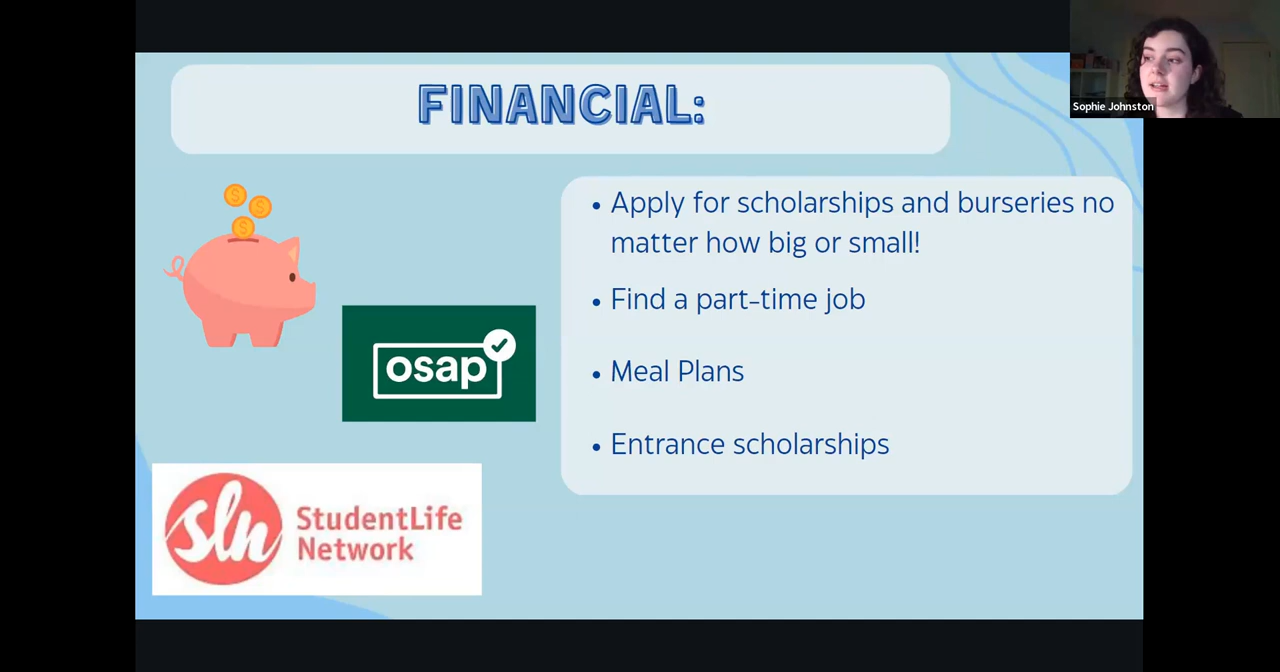 FINANCIAL:
Sophie Johnston
• Apply for scholarships and burseries no
matter how big or small!
• Find a part-time job
• Meal Plans
• Entrance scholarships
osap
sln
StudentLife
Network